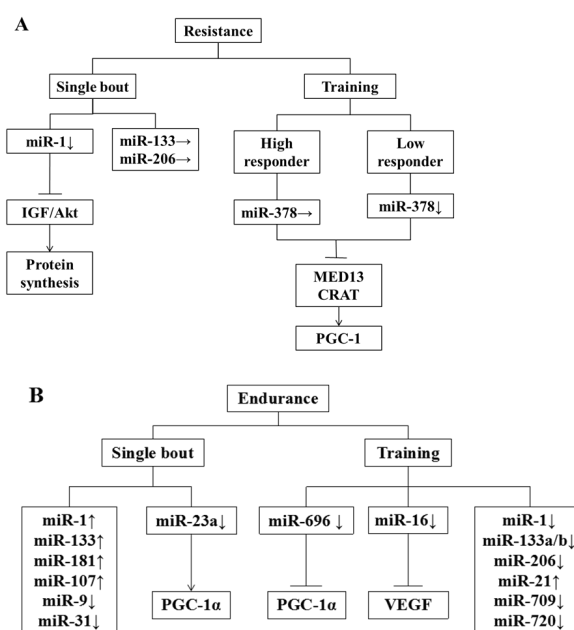 A
Resistance
Single bout
Training
miR-1↓
miR-133→
miR-206→
High
responder
Low
responder
IGF/Akt
miR-378→
miR-378↓
Protein
synthesis
MED13
CRAT
PGC-1
B
Endurance
Single bout
Training
miR-1↑
miR-133↑
miR-181↑
miR-107↑
miR-9↓
miR-31↓
miR-23a↓
PGC-1α
miR-696 ↓
PGC-1α
miR-16↓
VEGF
miR-1↓
miR-133a/b↓
miR-206↓
miR-21↑
miR-709↓
miR-720↓